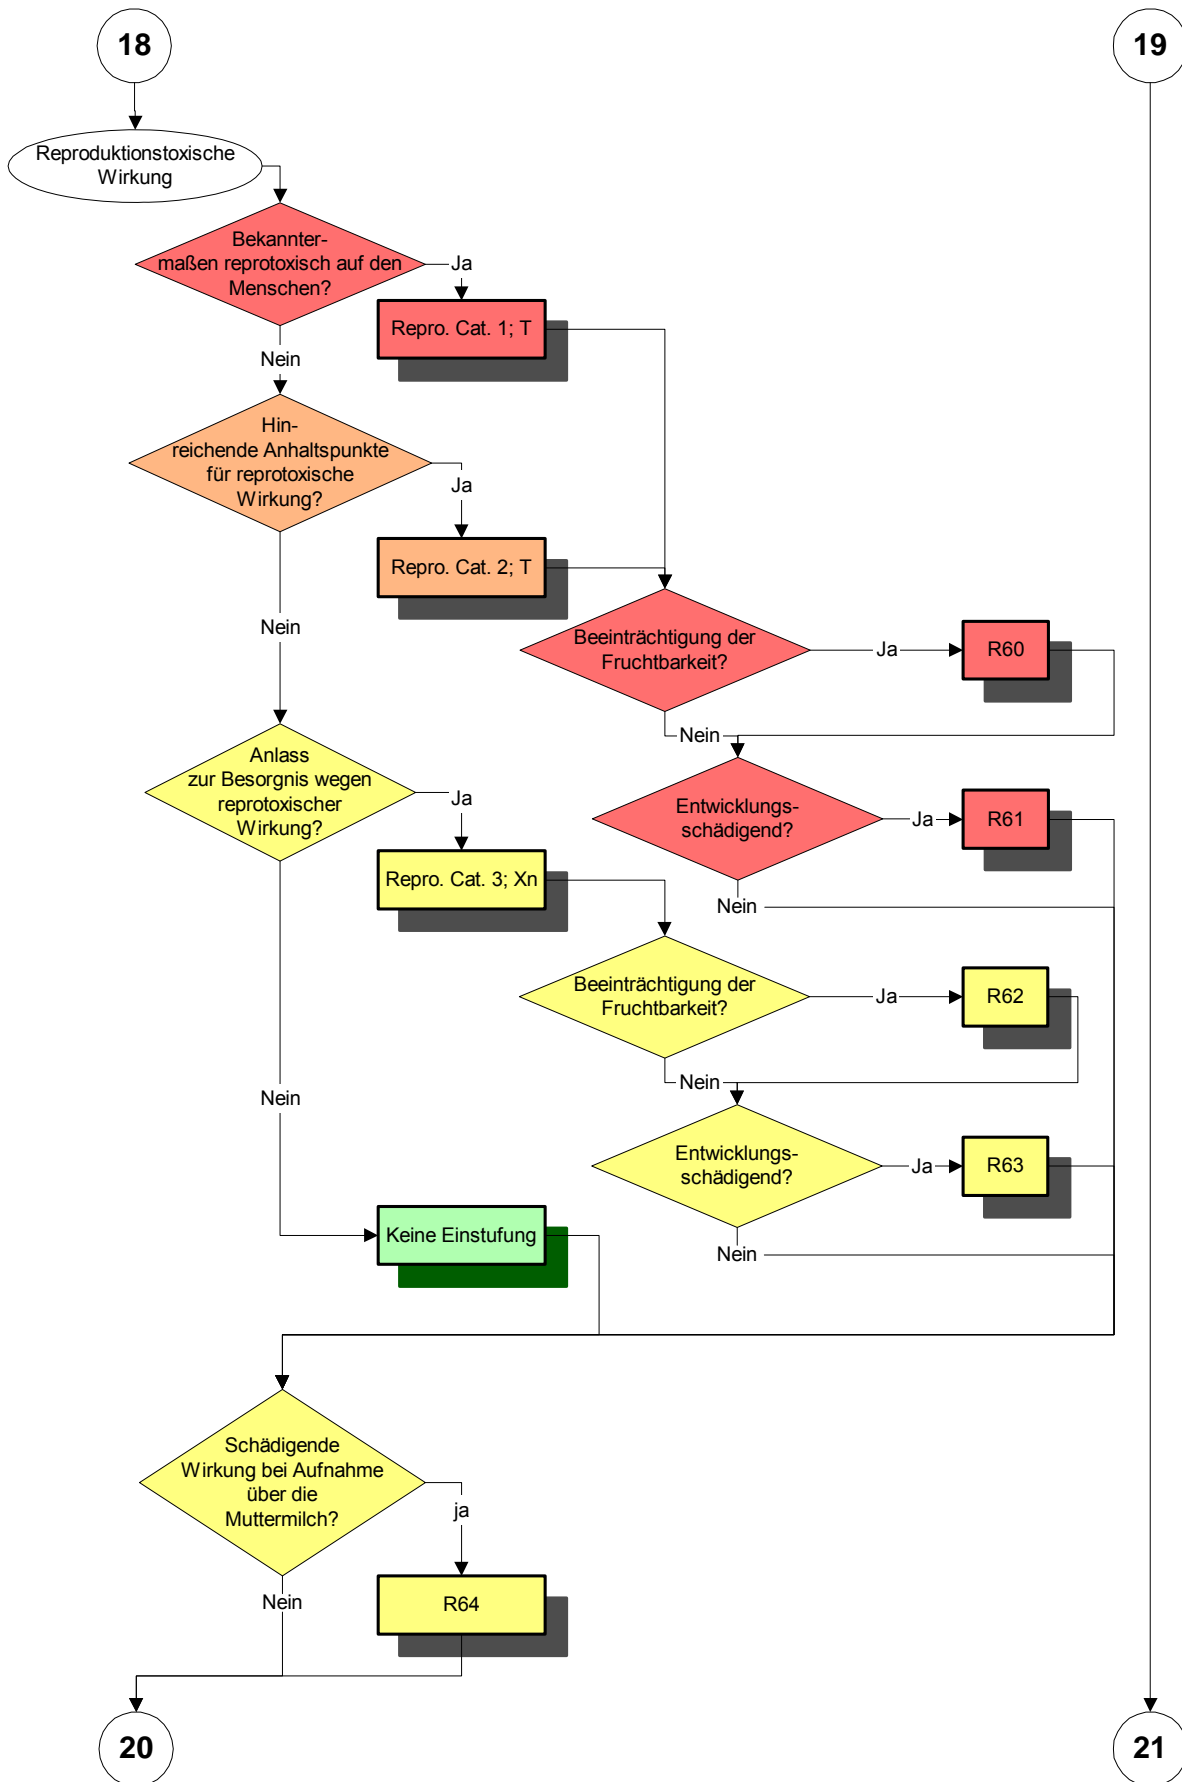 18
19
Reproduktionstoxische
Wirkung
Bekannter-
maßen reprotoxisch auf den
Menschen?
Ja
Repro. Cat. 1; T
Nein
Hin-
reichende Anhaltspunkte
für reprotoxische
Wirkung?
Ja
Repro. Cat. 2; T
Nein
Beeinträchtigung der
Fruchtbarkeit?
Ja
R60
Nein
Anlass
zur Besorgnis wegen
reprotoxischer
Wirkung?
Ja
Entwicklungs-
schädigend?
Ja
R61
Repro. Cat. 3; Xn
Nein
Beeinträchtigung der
Fruchtbarkeit?
Ja
R62
Nein
Nein
Entwicklungs-
schädigend?
Ja
R63
Keine Einstufung
Nein
Schädigende
Wirkung bei Aufnahme
über die
Muttermilch?
ja
Nein
R64
20
21